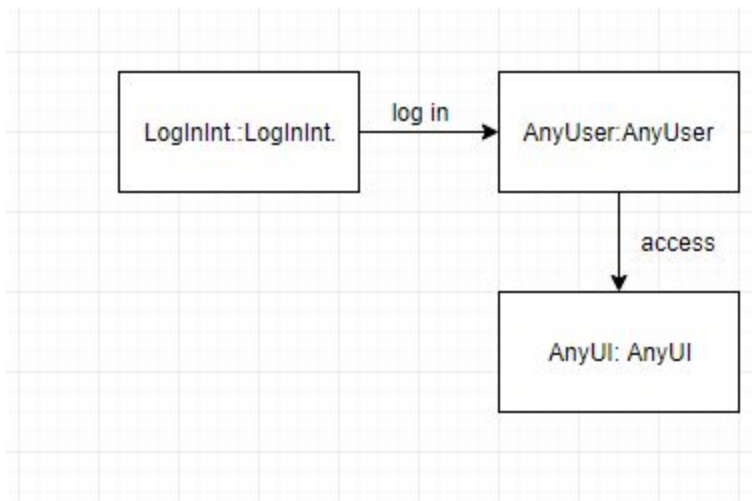 log in
LogInInt.:LogInInt.
AnyUser:AnyUser
access
AnyUI: AnyUI